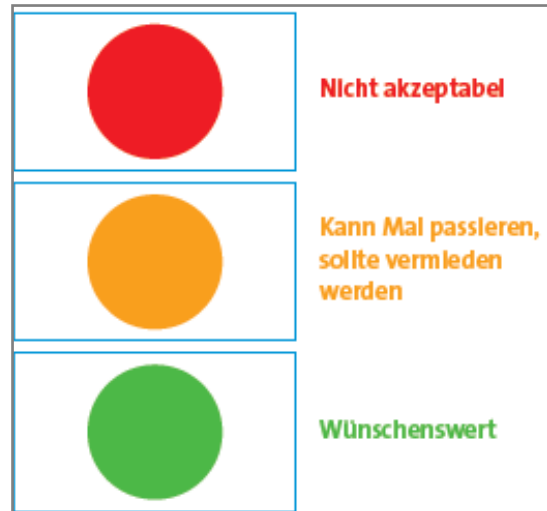 Nicht akzeptabel
Kann Mal passieren,
sollte vermieden
werden
Wünschenswert